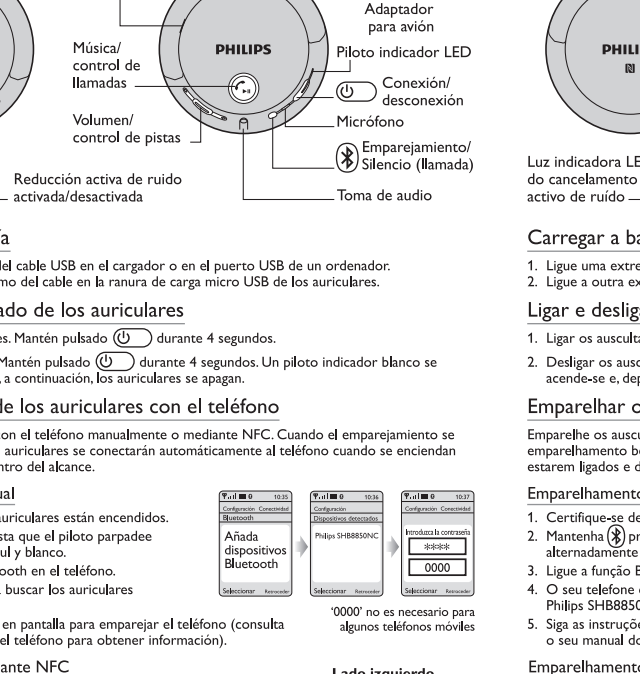 Adaptador
para avión
Música/
control de
llamadas
PHILIPS
Piloto indicador LED
Conexión/
desconexión
Micrófono
Volumen/
control de pistas
Emparejamiento/
Silencio (llamada)
Reducción activa de ruido
activada/desactivada
Toma de audio
ía
del cable USB en el cargador o en el puerto USB de un ordenador.
mo del cable en la ranura de carga micro USB de los auriculares.
ado de los auriculares
es. Mantén pulsado durante 4 segundos.
Mantén pulsado durante 4 segundos. Un piloto indicador blanco se
, a continuación, los auriculares se apagan.
de los auriculares con el teléfono
con el teléfono manualmente o mediante NFC. Cuando el emparejamiento se
auriculares se conectarán automáticamente al teléfono cuando se enciendan
ntro del alcance.
ual
auriculares están encendidos.
sta que el piloto parpadee
ul y blanco.
ooth en el teléfono.
a buscar los auriculares
en pantalla para emparejar el teléfono (consulta
el teléfono para obtener información).
10:35
Configuración Conectividad
Bluetooth
Añada
dispositivos
Bluetooth
Seleccionar Retroceder
10:36
Configuración Conectividad
Dispositivos detectados
Philips SHB8850NC
Seleccionar Retroceder
10:37
Configuración Conectividad
Introduzca la contraseña
****
0000
Seleccionar Retroceder
'0000' no es necesario para
algunos teléfonos móviles
ante NFC
Lado izquierdo
PHILI
Luz indicadora LE
do cancelamento
activo de ruído
Carregar a ba
1. Ligue uma extre
2. Ligue a outra ex
Ligar e desliga
1. Ligar os ausculta
2. Desligar os ausc
acende-se e, dep
Emparelhar o
Emparelhe os auscu
emparelhamento be
estarem ligados e d
Emparelhamento
1. Certifique-se de
2. Mantenha pr
alternadamente
3. Ligue a função B
4. O seu telefone d
Philips SHB8850
5. Siga as instruçõe
o seu manual do
Emparelhamento